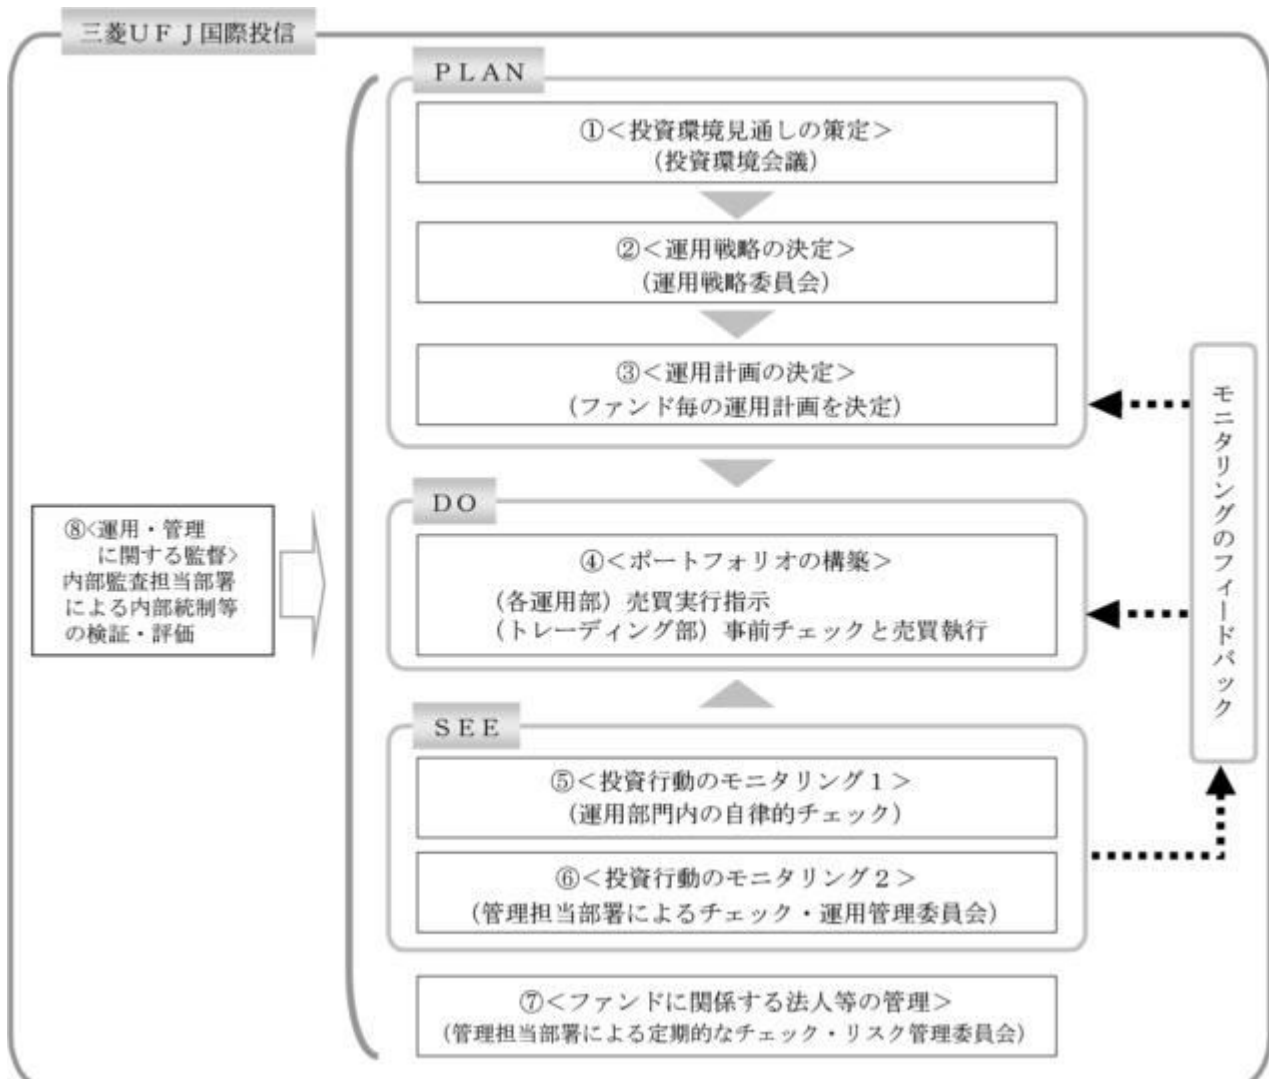 三菱ＵＦＪ国際投信
ＰＬＡＮ
①＜投資環境見通しの策定＞
（投資環境会議）
②＜運用戦略の決定＞
（運用戦略委員会）
③＜運用計画の決定＞
（ファンド毎の運用計画を決定）
ＤＯ
④＜ポートフォリオの構築＞
（各運用部）売買実行指示
（トレーディング部）事前チェックと売買執行
ＳＥＥ
⑤＜投資行動のモニタリング１＞
（運用部門内の自律的チェック）
⑥＜投資行動のモニタリング２＞
（管理担当部署によるチェック・運用管理委員会）
⑦＜ファンドに関係する法人等の管理＞
（管理担当部署による定期的なチェック・リスク管理委員会）
⑧＜運用・管理
に関する監督＞
内部監査担当部署
による内部統制等
の検証・評価
モニタリングのフィードバック